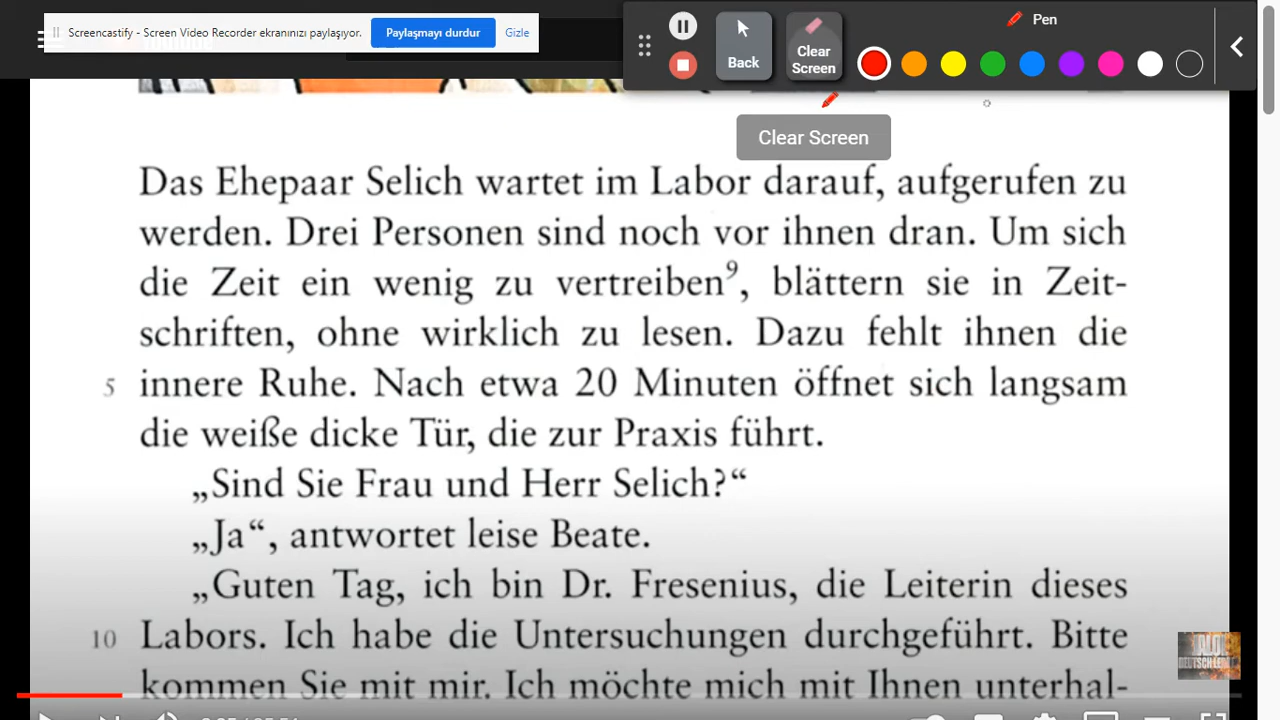 Screencastify - Screen Video Recorder ekranınızı paylaşıyor. Paylaşmayı durdur Gizle
Pen
Back
Clear Screen
Clear Screen
Das Ehepaar Selich wartet im Labor darauf, aufgerufen zu
werden. Drei Personen sind noch vor ihnen dran. Um sich
die Zeit ein wenig zu vertreiben⁹, blättern sie in Zeit-
schriften, ohne wirklich zu lesen. Dazu fehlt ihnen die
5 innere Ruhe. Nach etwa 20 Minuten öffnet sich langsam
die weiße dicke Tür, die zur Praxis führt.
„Sind Sie Frau und Herr Selich?“
„Ja“, antwortet leise Beate.
„Guten Tag, ich bin Dr. Fresenius, die Leiterin dieses
10 Labors. Ich habe die Untersuchungen durchgeführt. Bitte
kommen Sie mit mir. Ich möchte mich mit Ihnen unterhal-